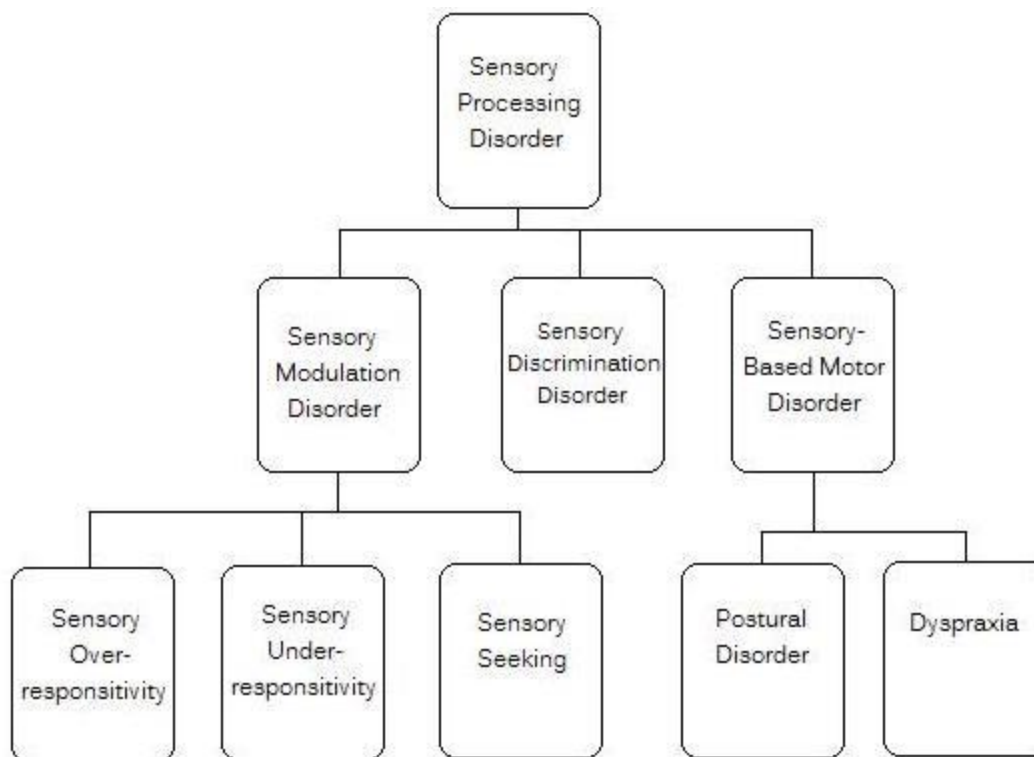 Sensory
Processing
Disorder
Sensory
Modulation
Disorder
Sensory
Discrimination
Disorder
Sensory-
Based Motor
Disorder
Sensory
Over-
responsitivity
Sensory
Under-
responsitivity
Sensory
Seeking
Postural
Disorder
Dyspraxia